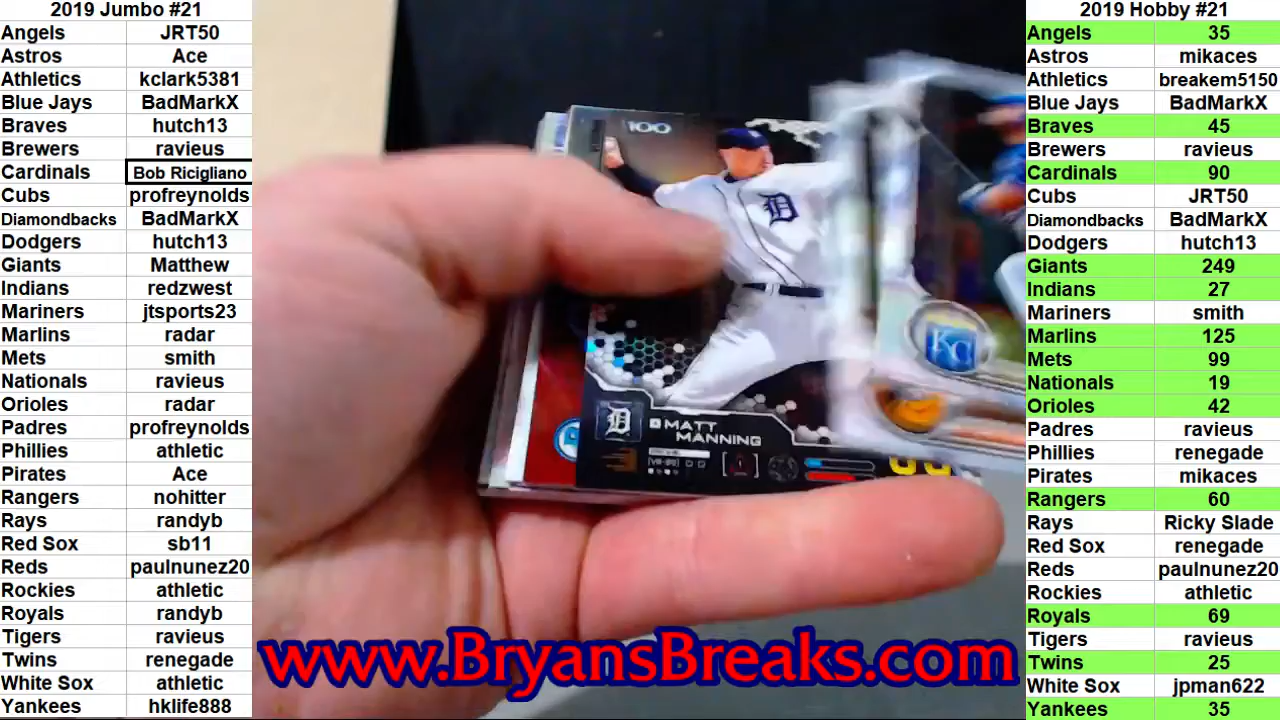 2019 Jumbo #21
Angels JRT50
Astros Ace
Athletics kclark5381
Blue Jays BadMarkX
Braves hutch13
Brewers ravieus
Cardinals Bob Ricigliano
Cubs profreynolds
Diamondbacks BadMarkX
Dodgers hutch13
Giants Matthew
Indians redzwest
Mariners jtsports23
Marlins radar
Mets smith
Nationals ravieus
Orioles radar
Padres profreynolds
Phillies athletic
Pirates Ace
Rangers nohitter
Rays randyb
Red Sox sb11
Reds paulnunez20
Rockies athletic
Royals randyb
Tigers ravieus
Twins renegade
White Sox athletic
Yankees hklife888
100
D
KC
D
MATT
MANNING
www.BryansBreaks.com
2019 Hobby #21
Angels 35
Astros mikaces
Athletics breakem5150
Blue Jays BadMarkX
Braves 45
Brewers ravieus
Cardinals 90
Cubs JRT50
Diamondbacks BadMarkX
Dodgers hutch13
Giants 249
Indians 27
Mariners smith
Marlins 125
Mets 99
Nationals 19
Orioles 42
Padres ravieus
Phillies renegade
Pirates mikaces
Rangers 60
Rays Ricky Slade
Red Sox renegade
Reds paulnunez20
Rockies athletic
Royals 69
Tigers ravieus
Twins 25
White Sox jpman622
Yankees 35